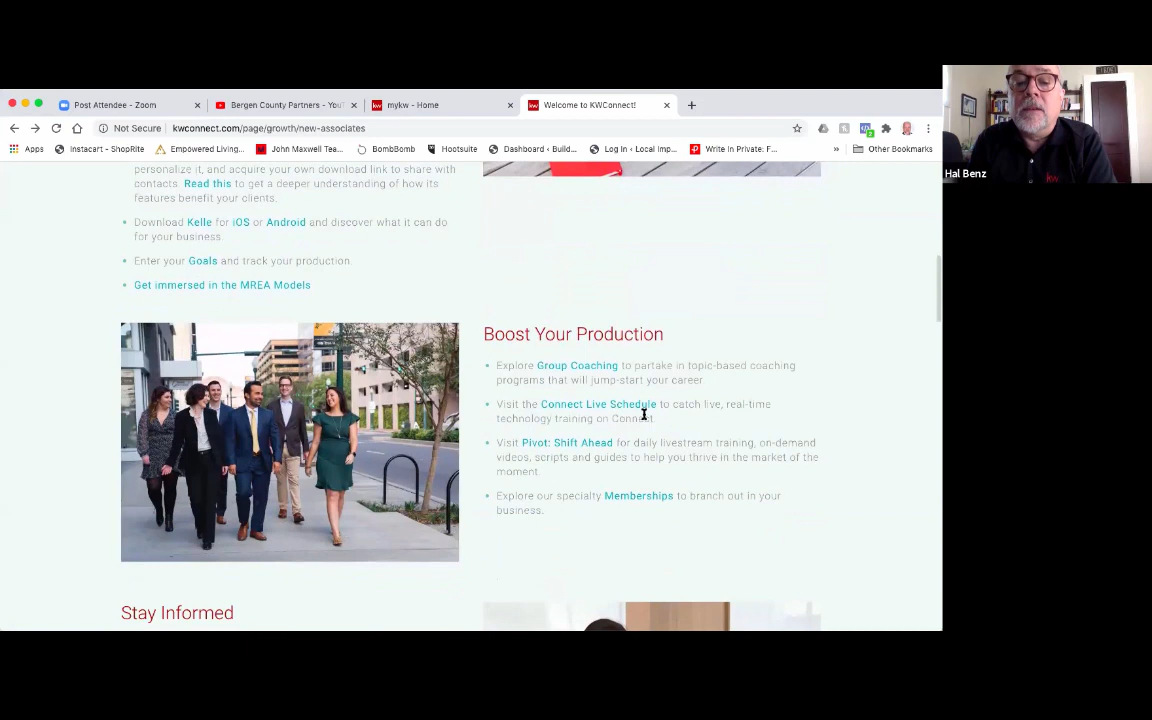 Post Attendee - Zoom
Bergen County Partners - You
mykw - Home
Welcome to KWConnect!
Not Secure
kwconnect.com/page/growth/new-associates
Apps
Instacart - ShopRite
Empowered Living...
John Maxwell Tea...
BombBomb
Hootsuite
Dashboard ‹ Build...
Log In ‹ Local Imp...
Write In Private: F...
»
Other Bookmarks
Hal Benz
kw
personalize it, and acquire your own download link to share with
contacts. Read this to get a deeper understanding of how its
features benefit your clients.
• Download Kelle for iOS or Android and discover what it can do
for your business.
• Enter your Goals and track your production.
• Get immersed in the MREA Models
Boost Your Production
• Explore Group Coaching to partake in topic-based coaching
programs that will jump-start your career
• Visit the Connect Live Schedule to catch live, real-time
technology training on Connect.
• Visit Pivot: Shift Ahead for daily livestream training, on-demand
videos, scripts and guides to help you thrive in the market of the
moment.
• Explore our specialty Memberships to branch out in your
business.
Stay Informed